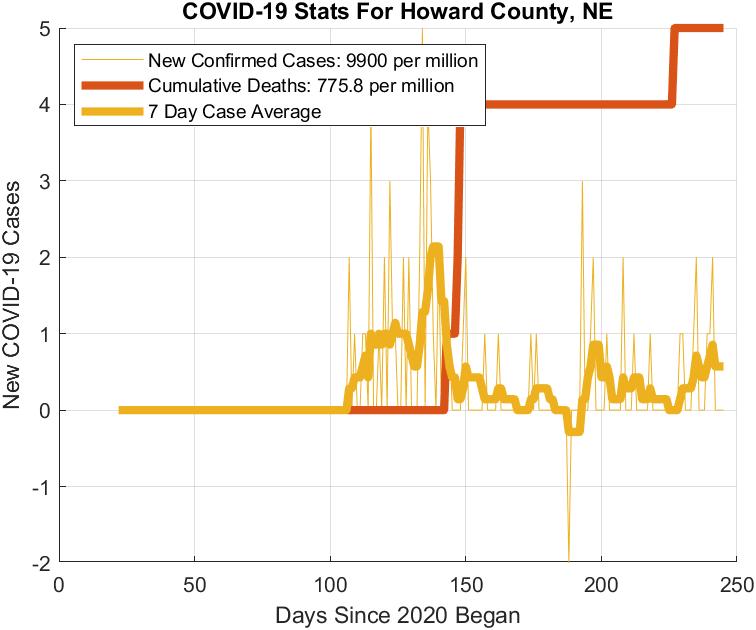 COVID-19 Stats For Howard County, NE
New Confirmed Cases: 9900 per million
Cumulative Deaths: 775.8 per million
7 Day Case Average
New COVID-19 Cases
5
4
3
2
1
0
-1
-2
0 50 100 150 200 250
Days Since 2020 Began